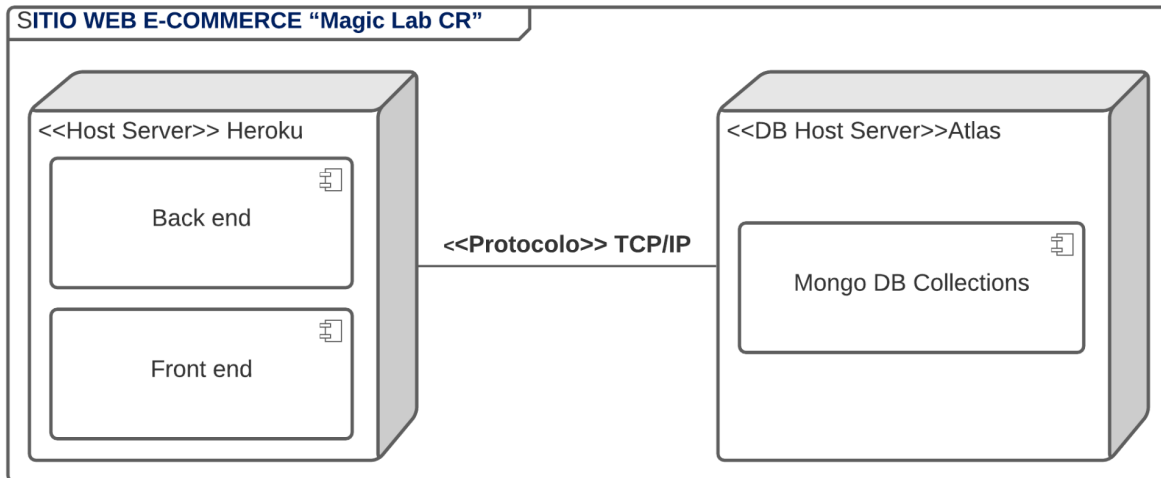 SITIO WEB E-COMMERCE “Magic Lab CR”
<<Host Server>> Heroku
Back end
Front end
<<Protocolo>> TCP/IP
<<DB Host Server>>Atlas
Mongo DB Collections